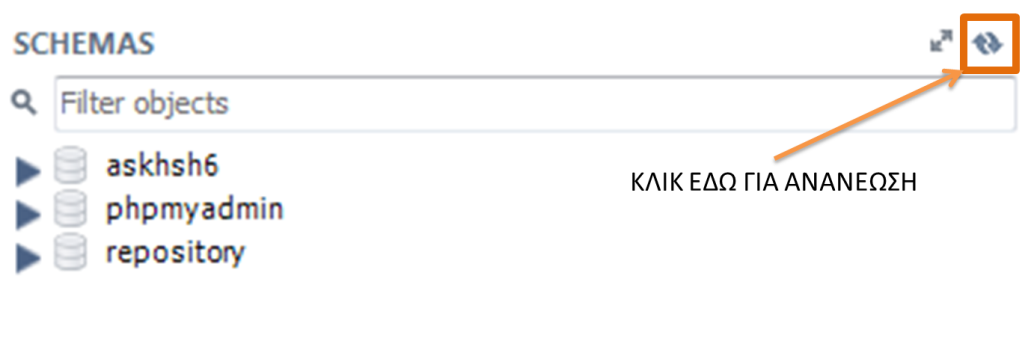 SCHEMAS
Filter objects
askhsh6
phpmyadmin
repository
ΚΛΙΚ ΕΔΩ ΓΙΑ ΑΝΑΝΕΩΣΗ